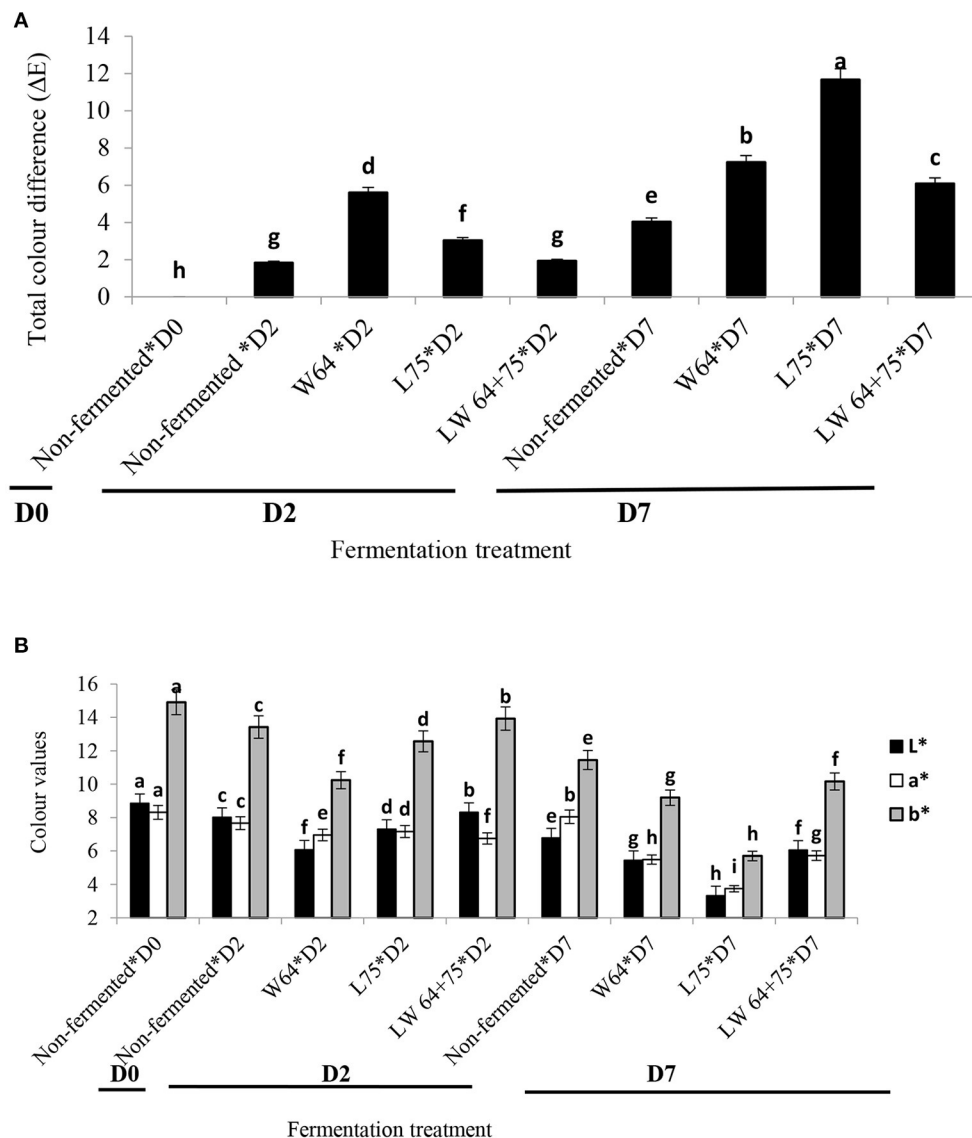 A
Total colour difference (ΔE)
14
12
10
8
6
4
2
0
h
g
d
f
g
e
b
a
c
Non-fermented*D0
Non-fermented *D2
W64 *D2
L75*D2
LW 64+75*D2
Non-fermented*D7
W64*D7
L75*D7
LW 64+75*D7
D0
D2
D7
Fermentation treatment
B
Colour values
16
14
12
10
8
6
4
2
a a a
c c c
f e f
d d d
b f b
e b e
g h g
h i h
f g f
L*
a*
b*
Non-fermented*D0
Non-fermented*D2
W64*D2
L75*D2
LW 64+75*D2
Non-fermented*D7
W64*D7
L75*D7
LW 64+75*D7
D0
D2
D7
Fermentation treatment